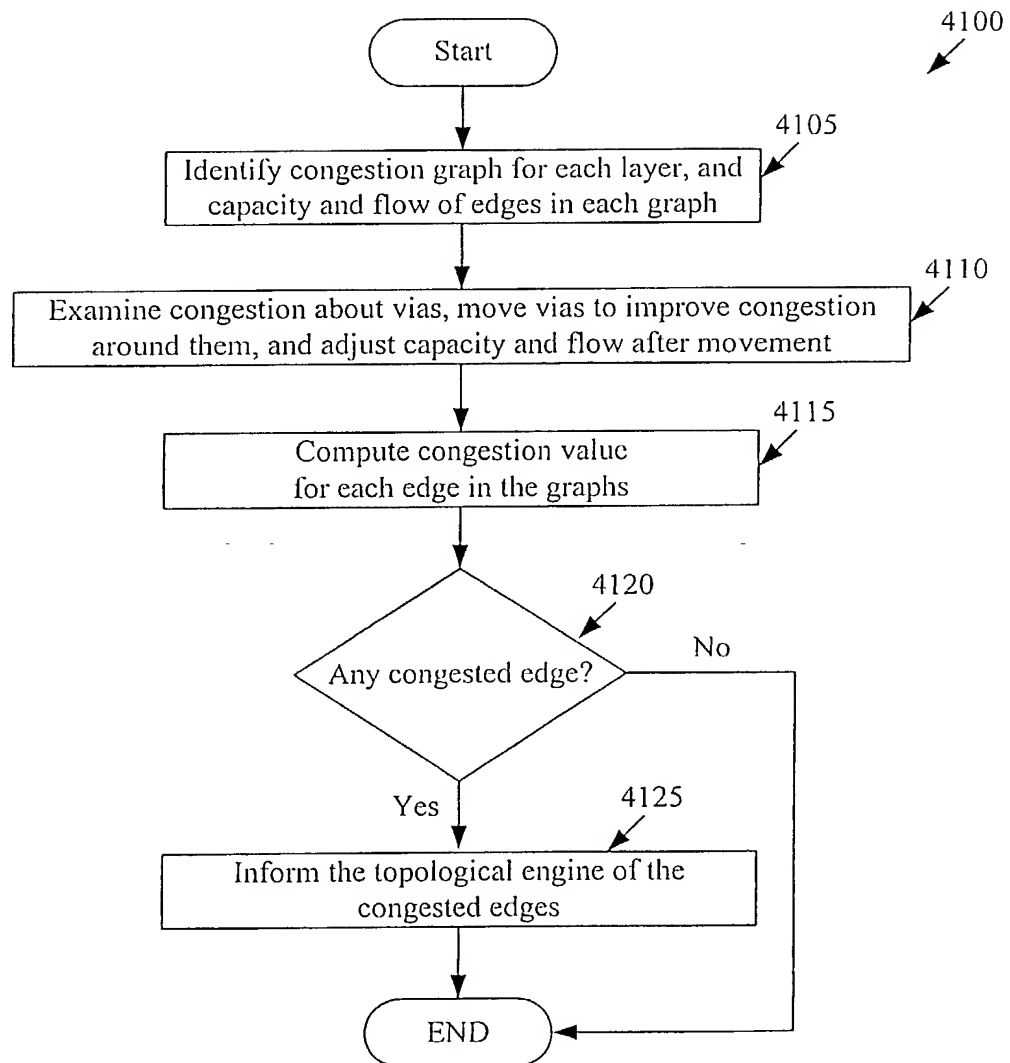 4100
Start
4105
Identify congestion graph for each layer, and
capacity and flow of edges in each graph
4110
Examine congestion about vias, move vias to improve congestion
around them, and adjust capacity and flow after movement
4115
Compute congestion value
for each edge in the graphs
4120
Any congested edge?
No
Yes
4125
Inform the topological engine of the
congested edges
END